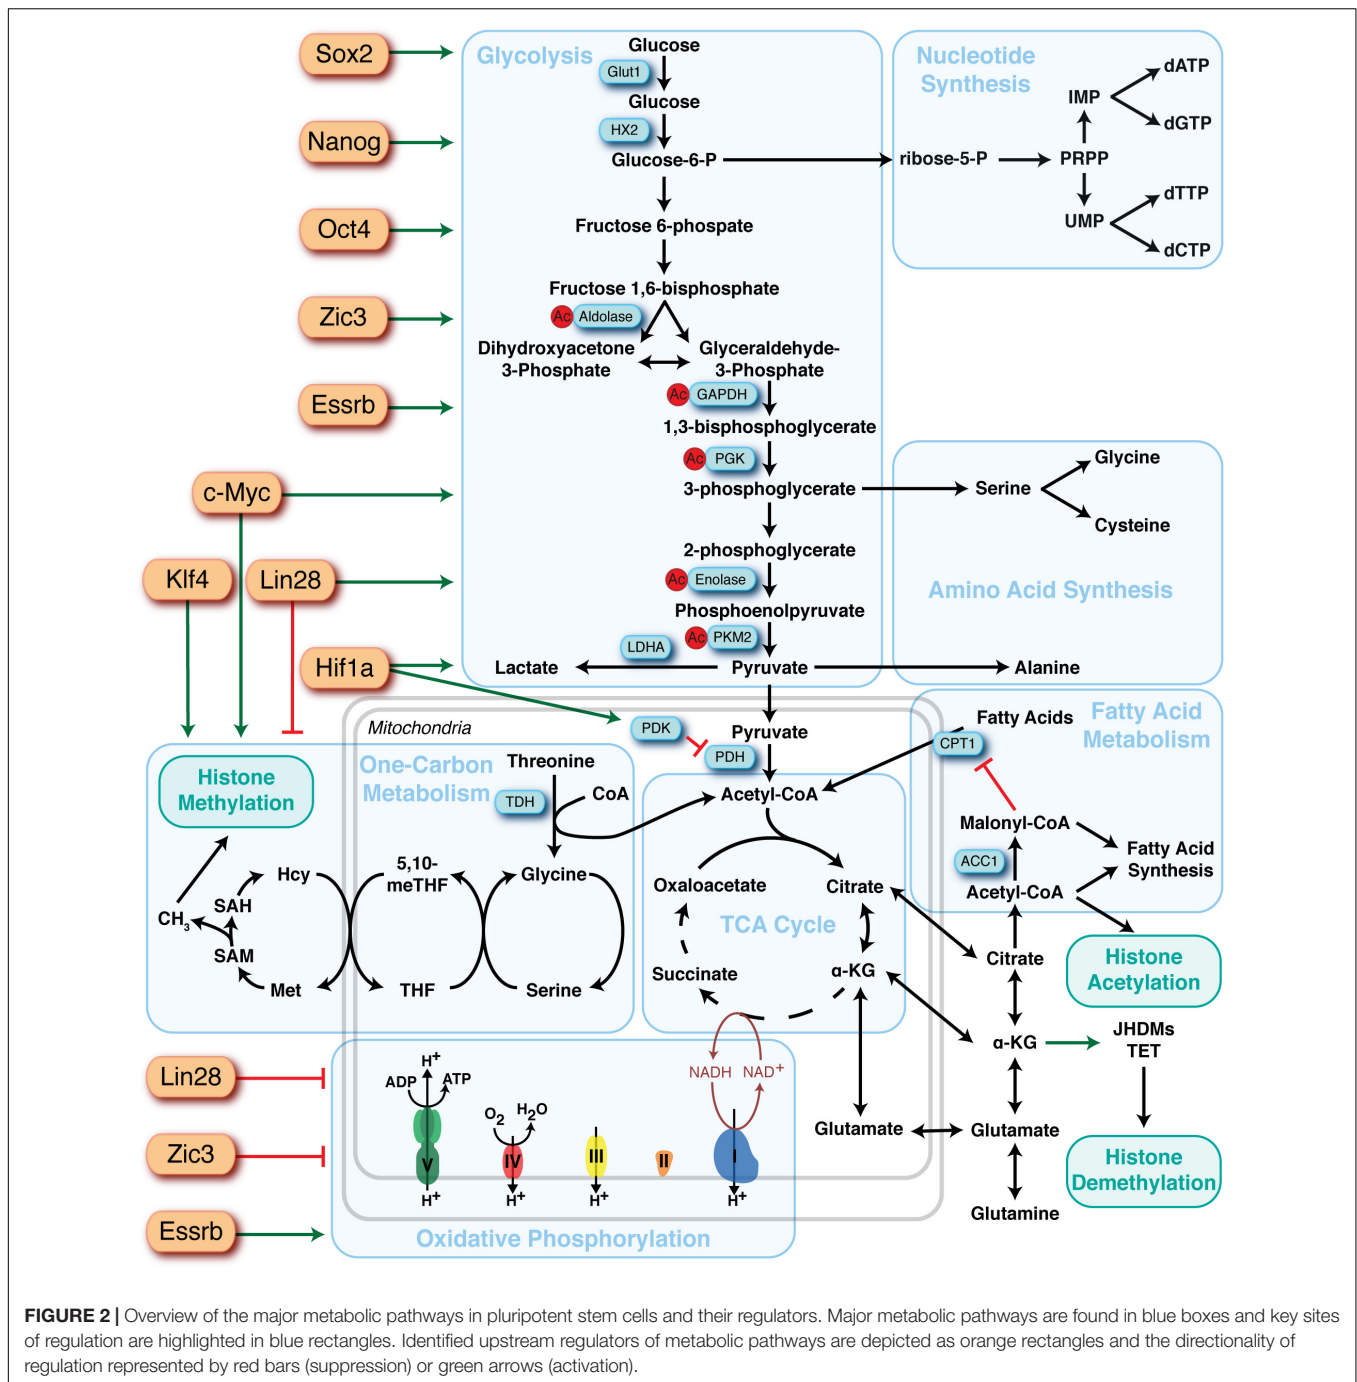 Sox2
Nanog
Oct4
Zic3
Essrb
c-Myc
Klf4
Lin28
Hif1a
Glycolysis
Glucose
Glut1
Glucose
HX2
Glucose-6-P
Fructose 6-phospate
Fructose 1,6-bisphosphate
Ac
Aldolase
Dihydroxyacetone
3-Phosphate
Glyceraldehyde-
3-Phosphate
Ac
GAPDH
1,3-bisphosphoglycerate
Ac
PGK
3-phosphoglycerate
2-phosphoglycerate
Ac
Enolase
Phosphoenolpyruvate
Ac
PKM2
LDHA
Lactate
Pyruvate
Nucleotide
Synthesis
ribose-5-P
PRPP
IMP
UMP
dATP
dGTP
dTTP
dCTP
Serine
Glycine
Cysteine
Amino Acid Synthesis
Alanine
Mitochondria
PDK
PDH
Pyruvate
Fatty Acid
Metabolism
Fatty Acids
CPT1
Malonyl-CoA
ACC1
Acetyl-CoA
Fatty Acid
Synthesis
Histone
Methylation
One-Carbon
Metabolism
Threonine
TDH
CoA
Glycine
Serine
5,10-
meTHF
THF
Hcy
Met
SAH
SAM
CH3
Acetyl-CoA
Oxaloacetate
Citrate
TCA Cycle
Succinate
α-KG
Citrate
Histone
Acetylation
α-KG
JHDMs
TET
Glutamate
Glutamate
Glutamine
Histone
Demethylation
Lin28
Zic3
Essrb
H+
ADP
ATP
V
H+
O2
H2O
IV
H+
III
H+
II
NADH
NAD+
I
H+
Oxidative Phosphorylation
FIGURE 2 | Overview of the major metabolic pathways in pluripotent stem cells and their regulators. Major metabolic pathways are found in blue boxes and key sites
of regulation are highlighted in blue rectangles. Identified upstream regulators of metabolic pathways are depicted as orange rectangles and the directionality of
regulation represented by red bars (suppression) or green arrows (activation).